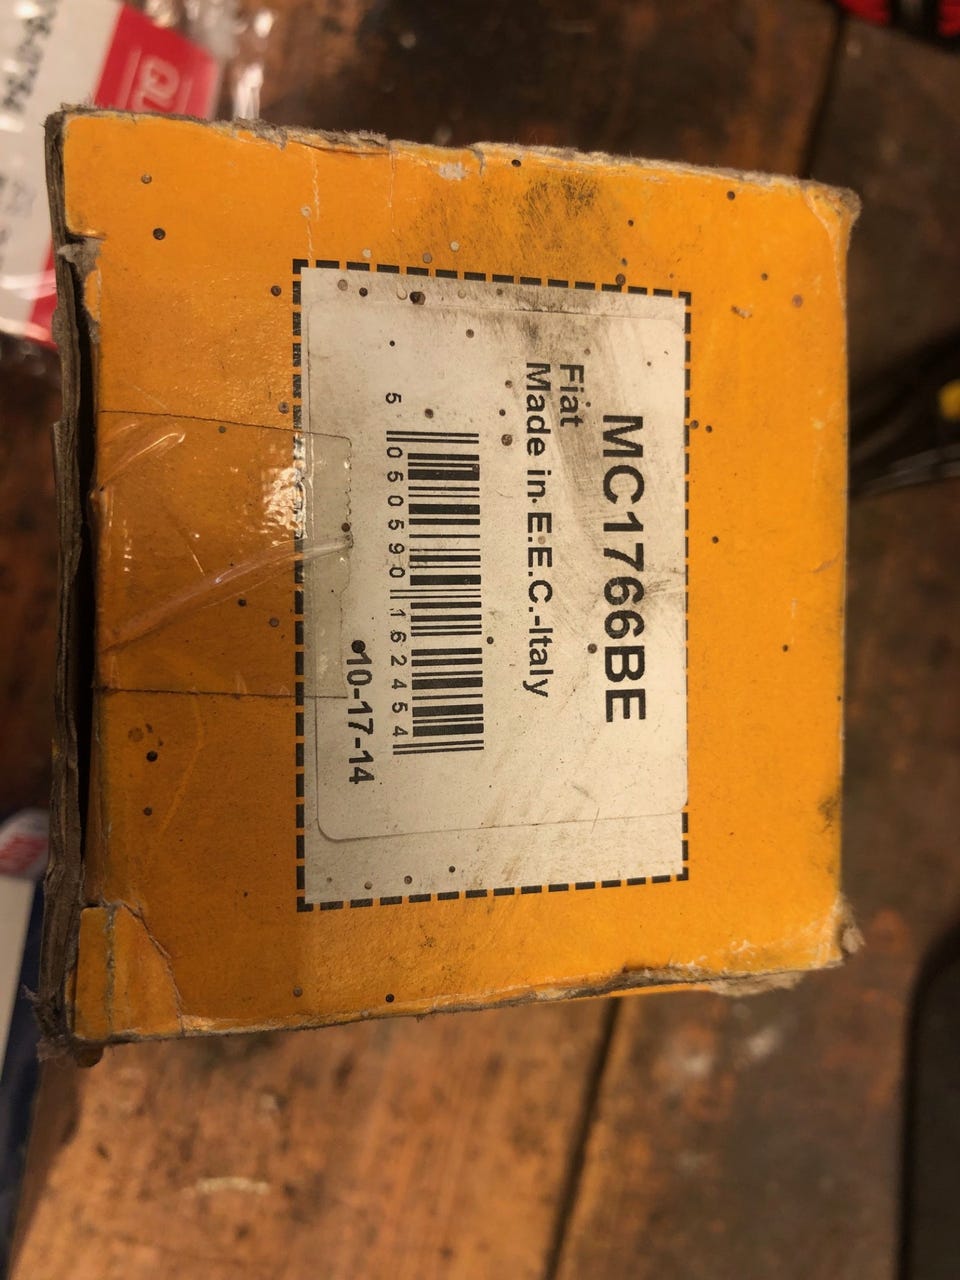 MC1766BE
Fiat
Made in E.E.C.-Italy
5 050590 162454
10-17-14